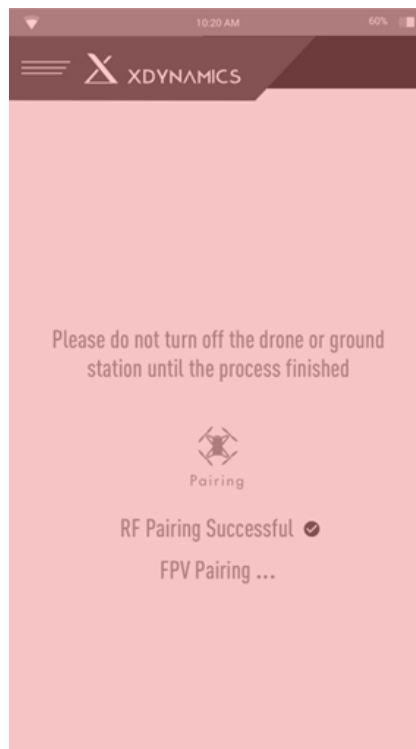 10:20 AM
60%
XDYNAMICS
Please do not turn off the drone or ground
station until the process finished
Pairing
RF Pairing Successful
FPV Pairing ...